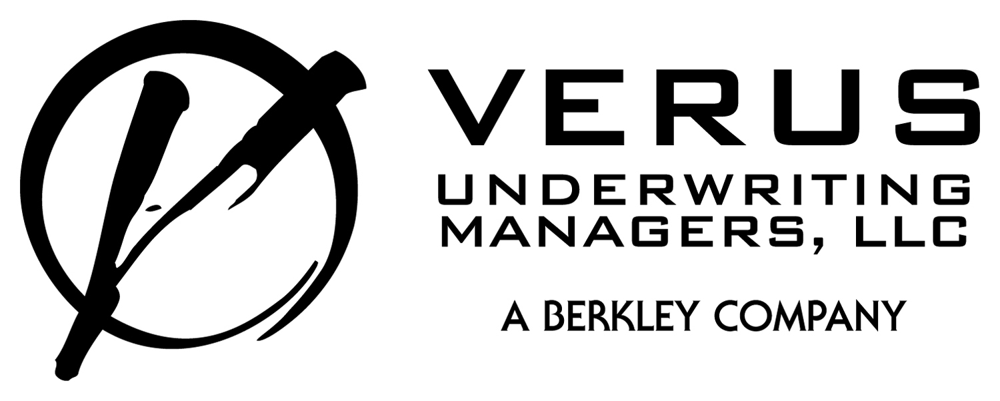 VERUS
UNDERWRITING
MANAGERS, LLC
A BERKLEY COMPANY